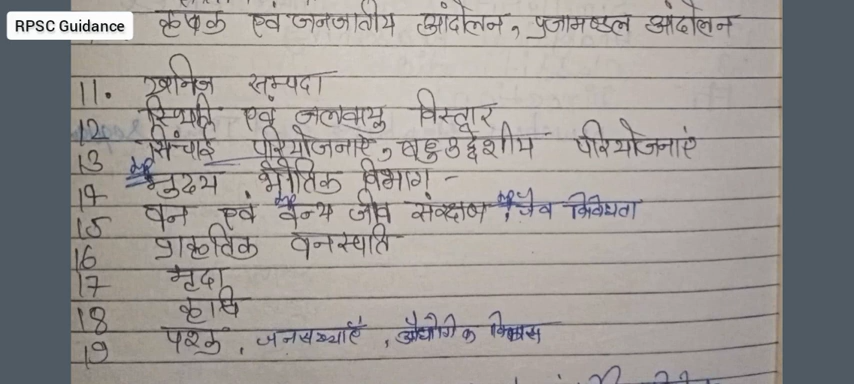 RPSC Guidance
कृषक एवं जनजातीय आंदोलन, प्रजामण्डल आंदोलन
11. खनिज सम्पदा
12 स्थिति एवं जलवायु विस्तार
13 सिंचाई परियोजनाएं, बहुउद्देशीय परियोजनाएं
14 मुख्य भौतिक विभाग -
15 वन एवं वन्य जीव संरक्षण, जैव विविधता
16 प्राकृतिक वनस्पति
17 मृदा
18 कृषि
19 पशु, जनसंख्या, औद्योगिक विकास